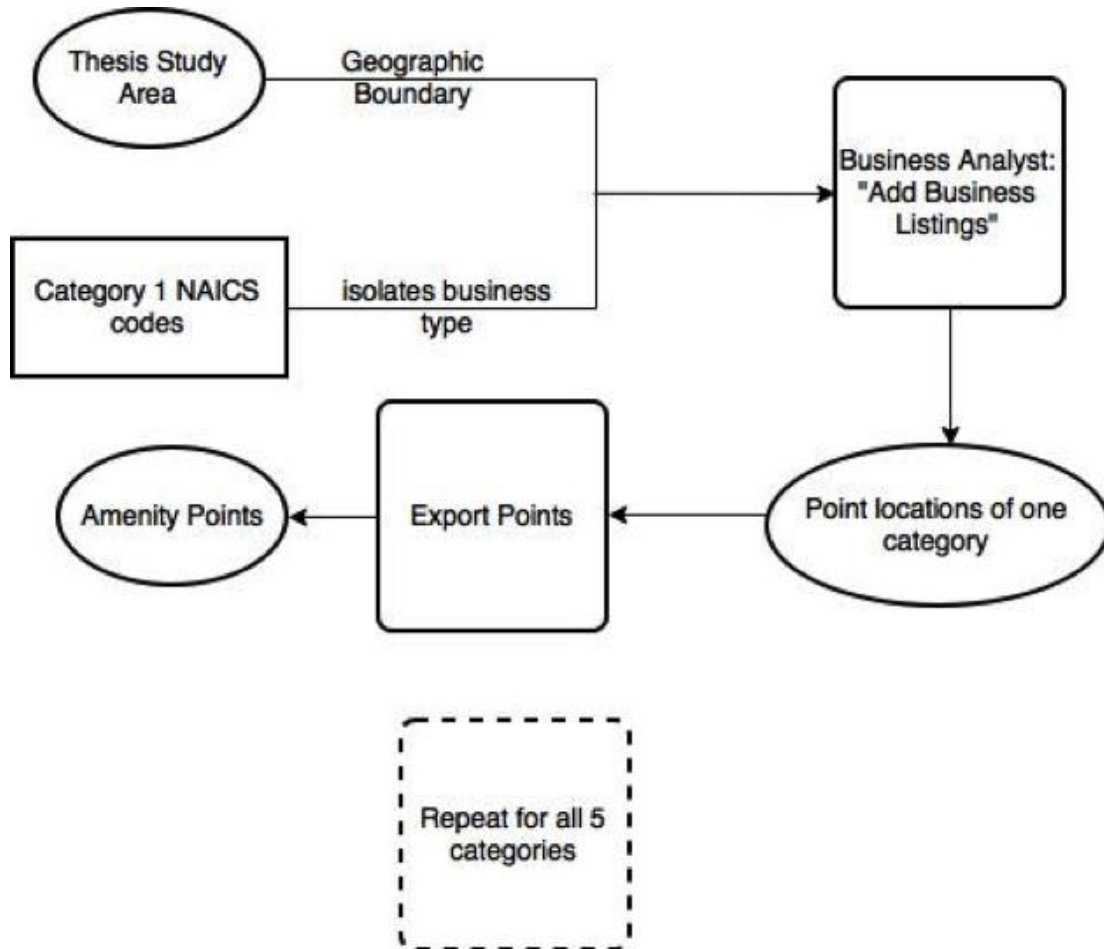 Thesis Study
Area
Geographic
Boundary
Business Analyst:
"Add Business
Listings"
Category 1 NAICS
codes
isolates business
type
Amenity Points
Export Points
Point locations of one
category
Repeat for all 5
categories